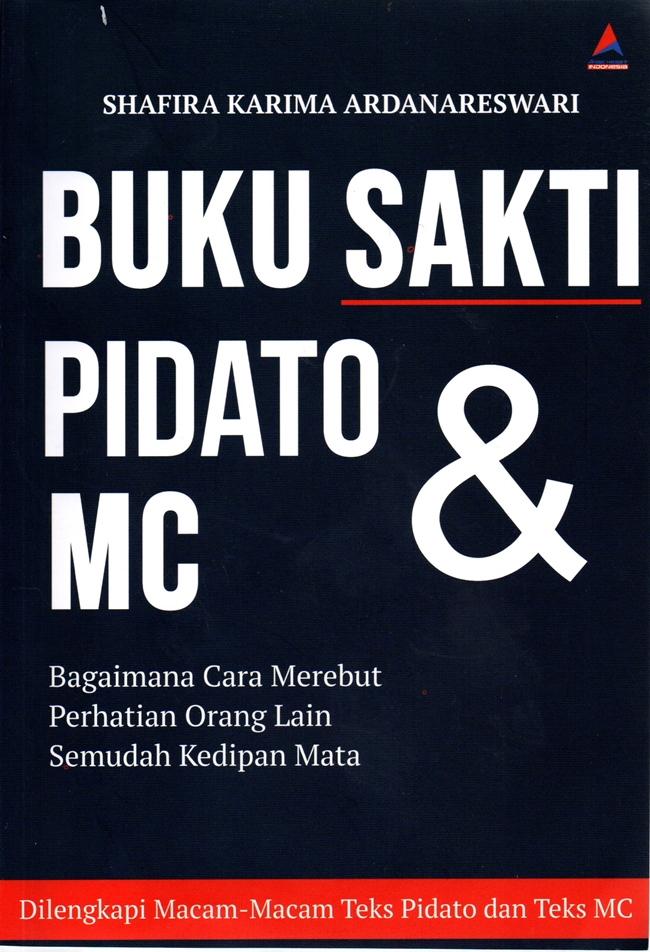 INDONESIA
SHAFIRA KARIMA ARDANARESWARI
BUKU SAKTI
PIDATO &
MC
Bagaimana Cara Merebut
Perhatian Orang Lain
Semudah Kedipan Mata
Dilengkapi Macam-Macam Teks Pidato dan Teks MC